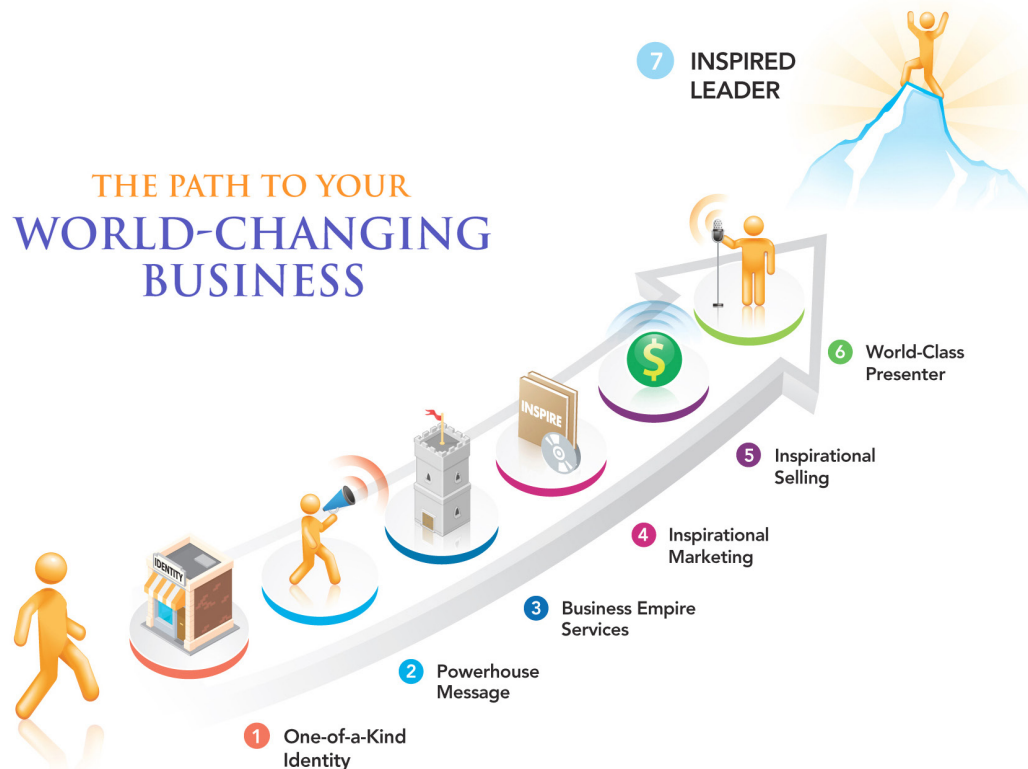 THE PATH TO YOUR
WORLD-CHANGING
BUSINESS
7 INSPIRED
LEADER
6 World-Class
Presenter
5 Inspirational
Selling
4 Inspirational
Marketing
3 Business Empire
Services
2 Powerhouse
Message
1 One-of-a-Kind
Identity
IDENTITY
INSPIRE
$